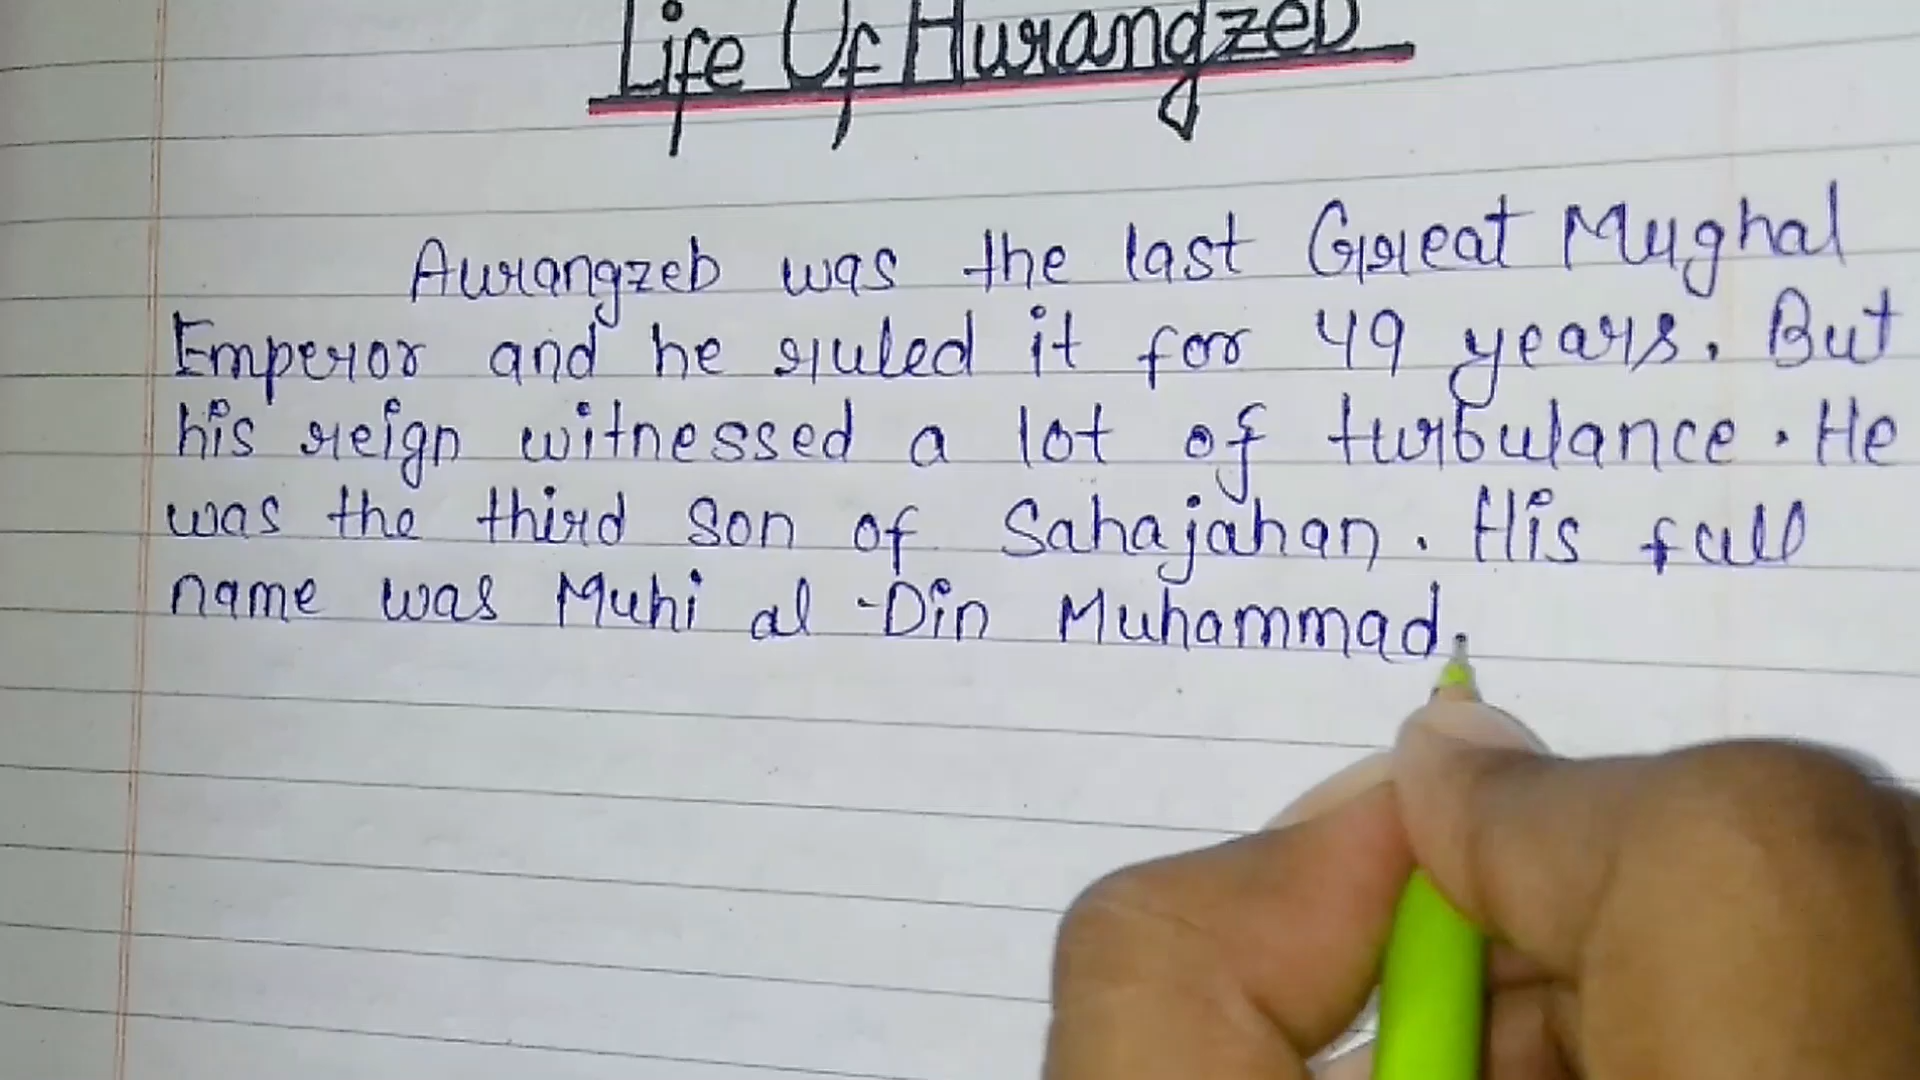 Life Of Aurangzeb
Aurangzeb was the last Great Mughal
Emperor and he ruled it for 49 years. But
his reign witnessed a lot of turbulance. He
was the third son of Sahajahan. His full
name was Muhi al-Din Muhammad.